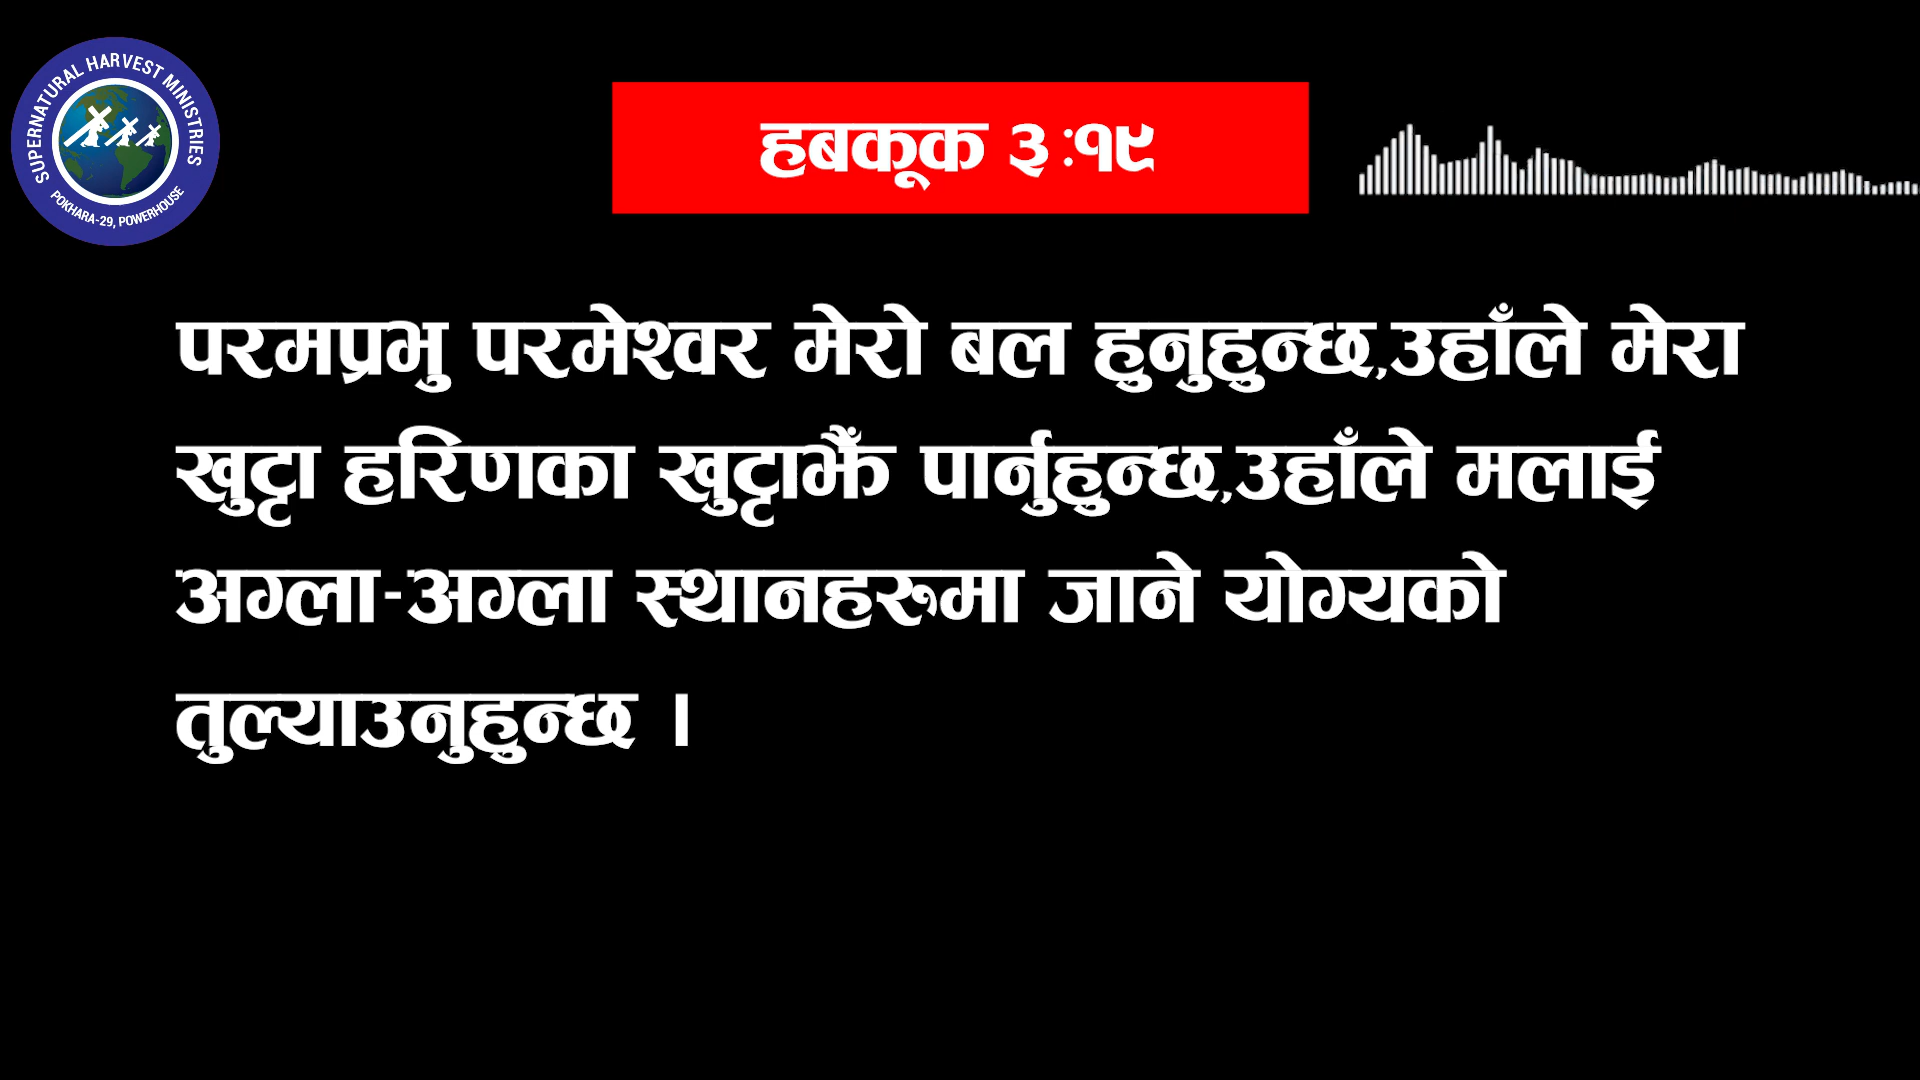 SUPERNATURAL HARVEST MINISTRIES
POKHARA-29, POWERHOUSE
हबकूक ३ :१९
परमप्रभु परमेश्वर मेरो बल हुनुहुन्छ,उहाँले मेरा
खुट्टा हरिणका खुट्टाझैं पार्नुहुन्छ,उहाँले मलाई
अग्ला-अग्ला स्थानहरुमा जाने योग्यको
तुल्याउनुहुन्छ ।